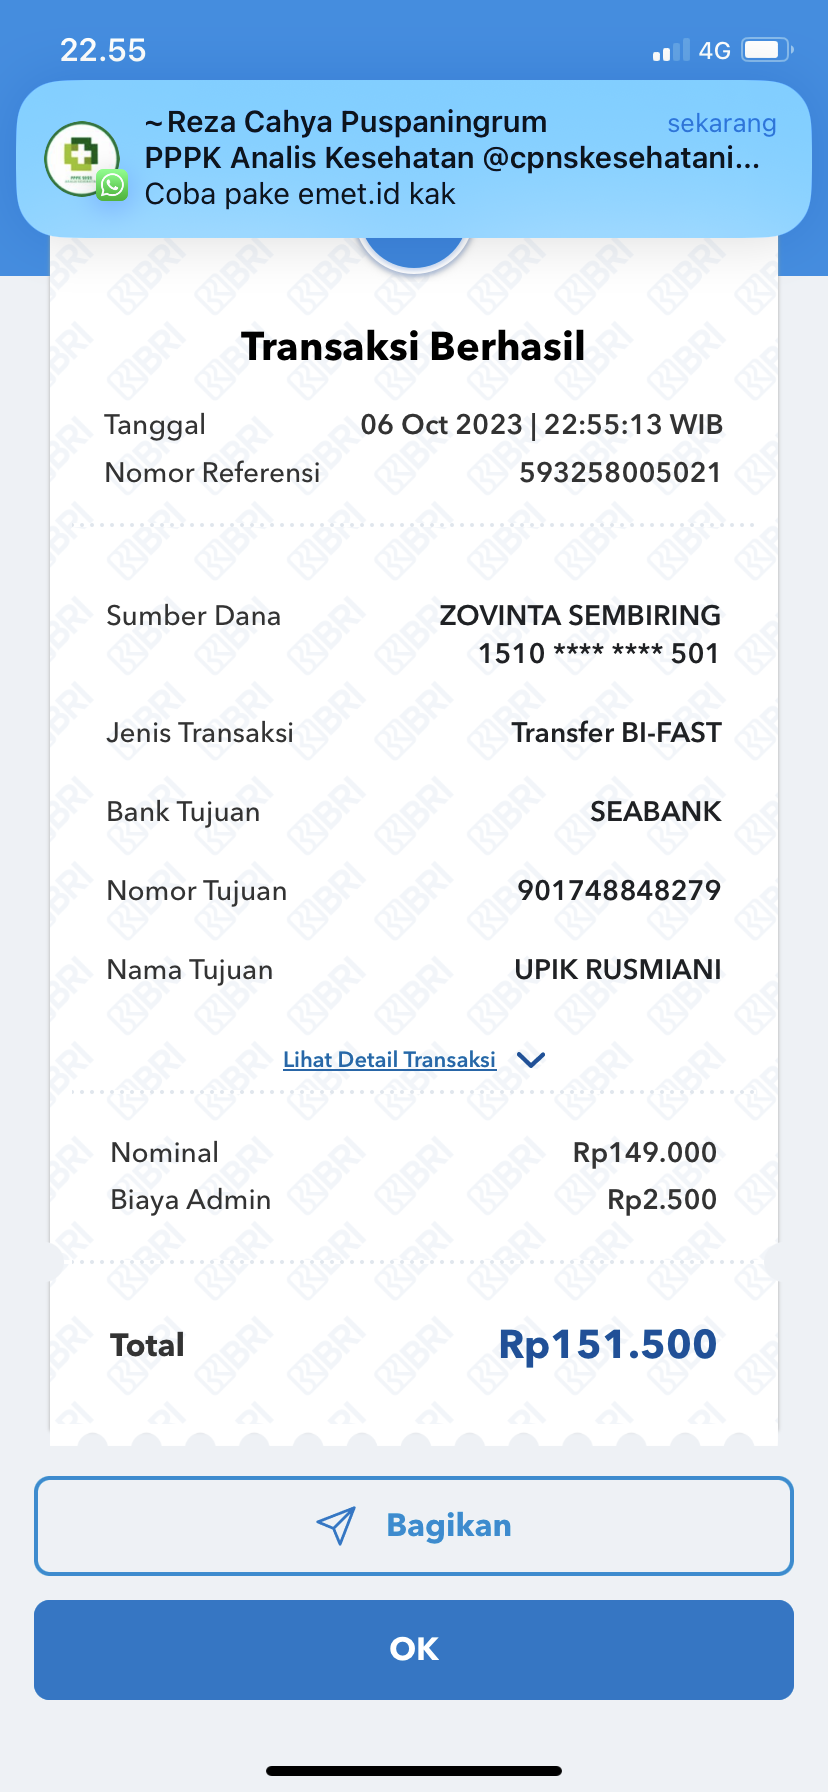 22.55
4G
~Reza Cahya Puspaningrum
sekarang
PPPK Analis Kesehatan @cpnskesehatani...
Coba pake emet.id kak
Transaksi Berhasil
Tanggal 06 Oct 2023 | 22:55:13 WIB
Nomor Referensi 593258005021
Sumber Dana ZOVINTA SEMBIRING
1510 **** **** 501
Jenis Transaksi Transfer BI-FAST
Bank Tujuan SEABANK
Nomor Tujuan 901748848279
Nama Tujuan UPIK RUSMIANI
Lihat Detail Transaksi
Nominal Rp149.000
Biaya Admin Rp2.500
Total Rp151.500
Bagikan
OK